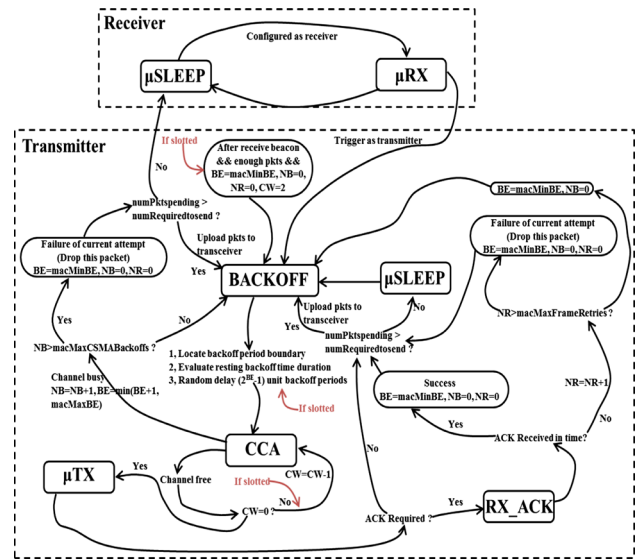 Receiver
Configured as receiver
μSLEEP
μRX
Transmitter
If slotted
After receive beacon
&& enough pkts &&
BE=macMinBE, NB=0,
NR=0, CW=2
Trigger as transmitter
No
numPktspending >
numRequiredtosend ?
BE=macMinBE, NB=0
Failure of current attempt
(Drop this packet)
BE=macMinBE, NB=0, NR=0
Upload pkts to
transceiver
Yes
Failure of current attempt
(Drop this packet)
BE=macMinBE, NB=0, NR=0
BACKOFF
μSLEEP
Yes
No
Upload pkts to
transceiver
No
Yes
NR>macMaxFrameRetries ?
NB>macMaxCSMABackoffs ?
numPktspending >
numRequiredtosend ?
1, Locate backoff period boundary
2, Evaluate resting backoff time duration
3, Random delay (2^BE-1) unit backoff periods
Channel busy
NB=NB+1, BE=min(BE+1,
macMaxBE)
Success
BE=macMinBE, NB=0, NR=0
NR=NR+1
If slotted
Yes
No
ACK Received in time?
CCA
No
μTX
Yes
Channel free
CW=CW-1
If slotted
No
CW=0 ?
ACK Required ?
Yes
RX_ACK